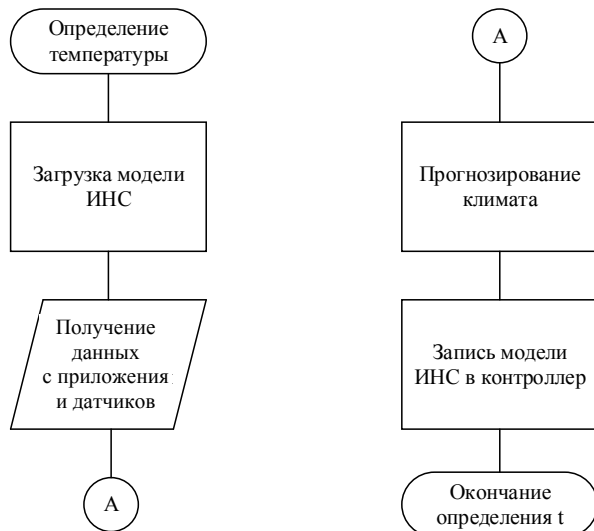 Определение
температуры
Загрузка модели
ИНС
Получение
данных
с приложения
и датчиков
А
А
Прогнозирование
климата
Запись модели
ИНС в контроллер
Окончание
определения t